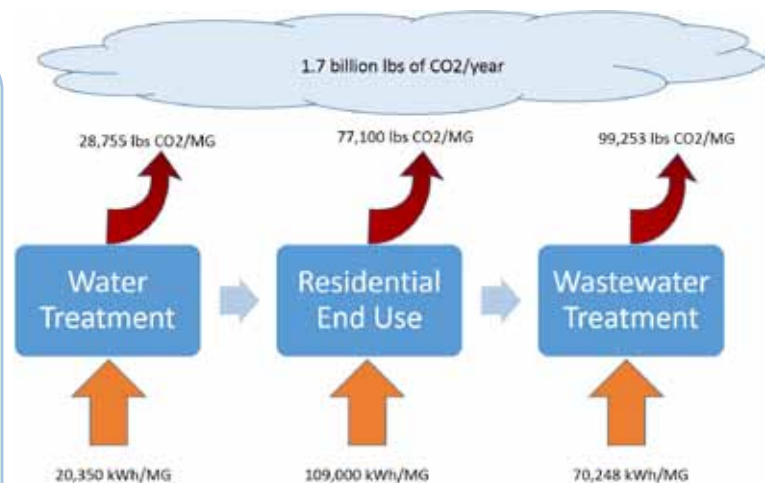 1.7 billion lbs of CO2/year
28,755 lbs CO2/MG
77,100 lbs CO2/MG
99,253 lbs CO2/MG
Water
Treatment
Residential
End Use
Wastewater
Treatment
20,350 kWh/MG
109,000 kWh/MG
70,248 kWh/MG